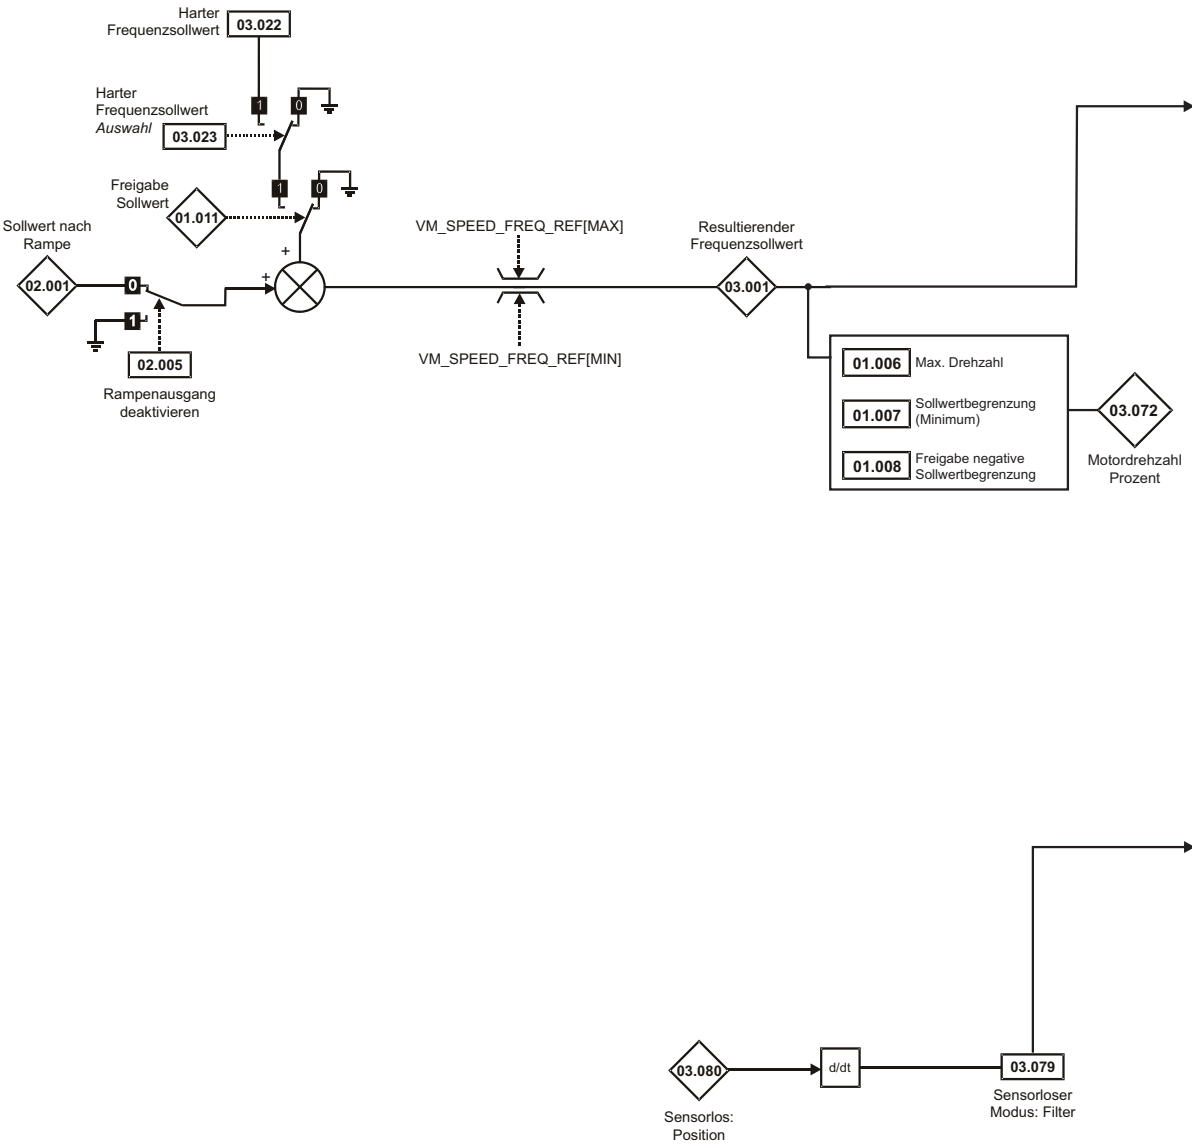 Harter
Frequenzsollwert
03.022
1
0
Harter
Frequenzsollwert
Auswahl
03.023
1
0
Freigabe
Sollwert
01.011
Sollwert nach
Rampe
02.001
0
1
02.005
Rampenausgang
deaktivieren
+
+
VM_SPEED_FREQ_REF[MAX]
VM_SPEED_FREQ_REF[MIN]
Resultierender
Frequenzsollwert
03.001
01.006 Max. Drehzahl
01.007 Sollwertbegrenzung
(Minimum)
01.008 Freigabe negative
Sollwertbegrenzung
03.072
Motordrehzahl
Prozent
03.080
Sensorlos:
Position
d/dt
03.079
Sensorloser
Modus: Filter